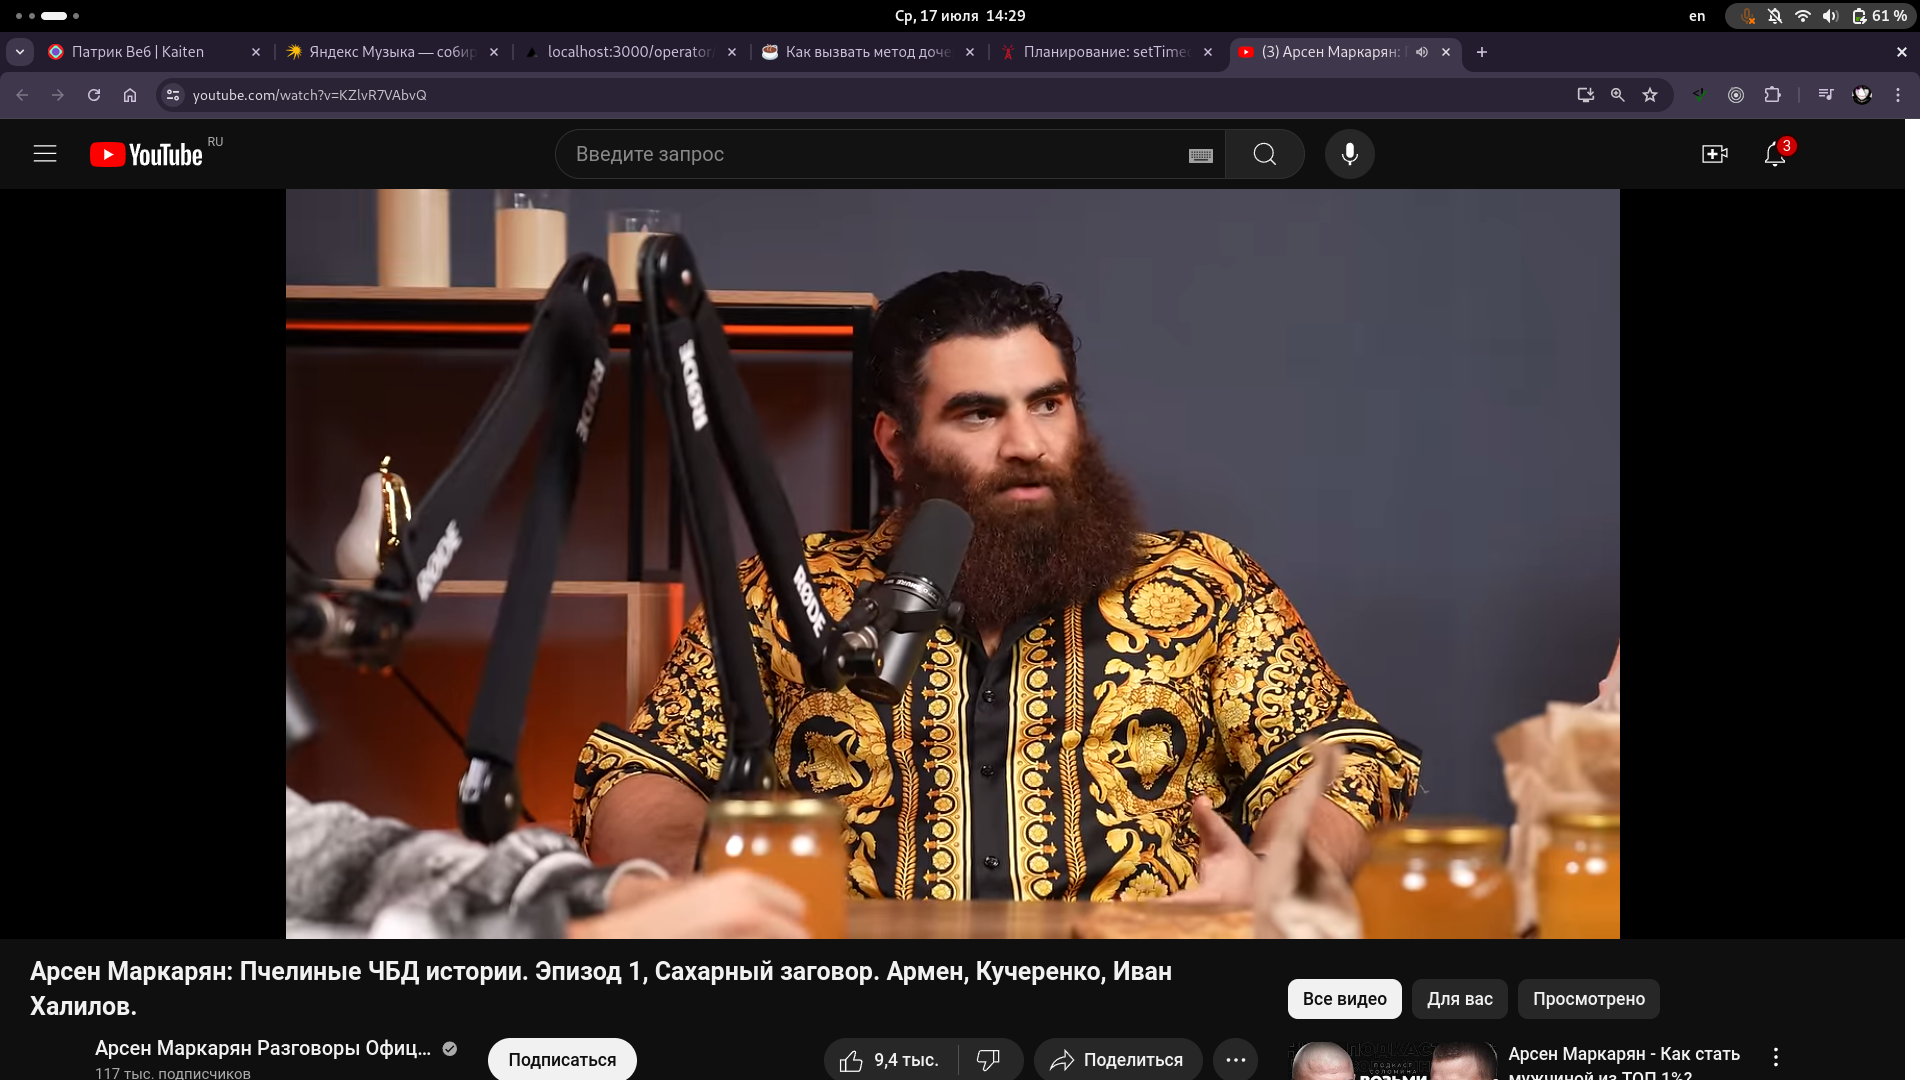 Ср, 17 июля 14:29
en
61 %
Патрик Веб | Kaiten
Яндекс Музыка — собир
localhost:3000/operator
Как вызвать метод доче
Планирование: setTime
(3) Арсен Маркарян:
youtube.com/watch?v=KZlvR7VAbvQ
YouTube
RU
Введите запрос
3
RØDE
RØDE
RØDE
RØDE
Арсен Маркарян: Пчелиные ЧБД истории. Эпизод 1, Сахарный заговор. Армен, Кучеренко, Иван
Халилов.
Все видео
Для вас
Просмотрено
Арсен Маркарян Разговоры Офиц...
117 тыс. подписчиков
Подписаться
9,4 тыс.
Поделиться
Арсен Маркарян - Как стать
мужчиной из ТОП 1%?